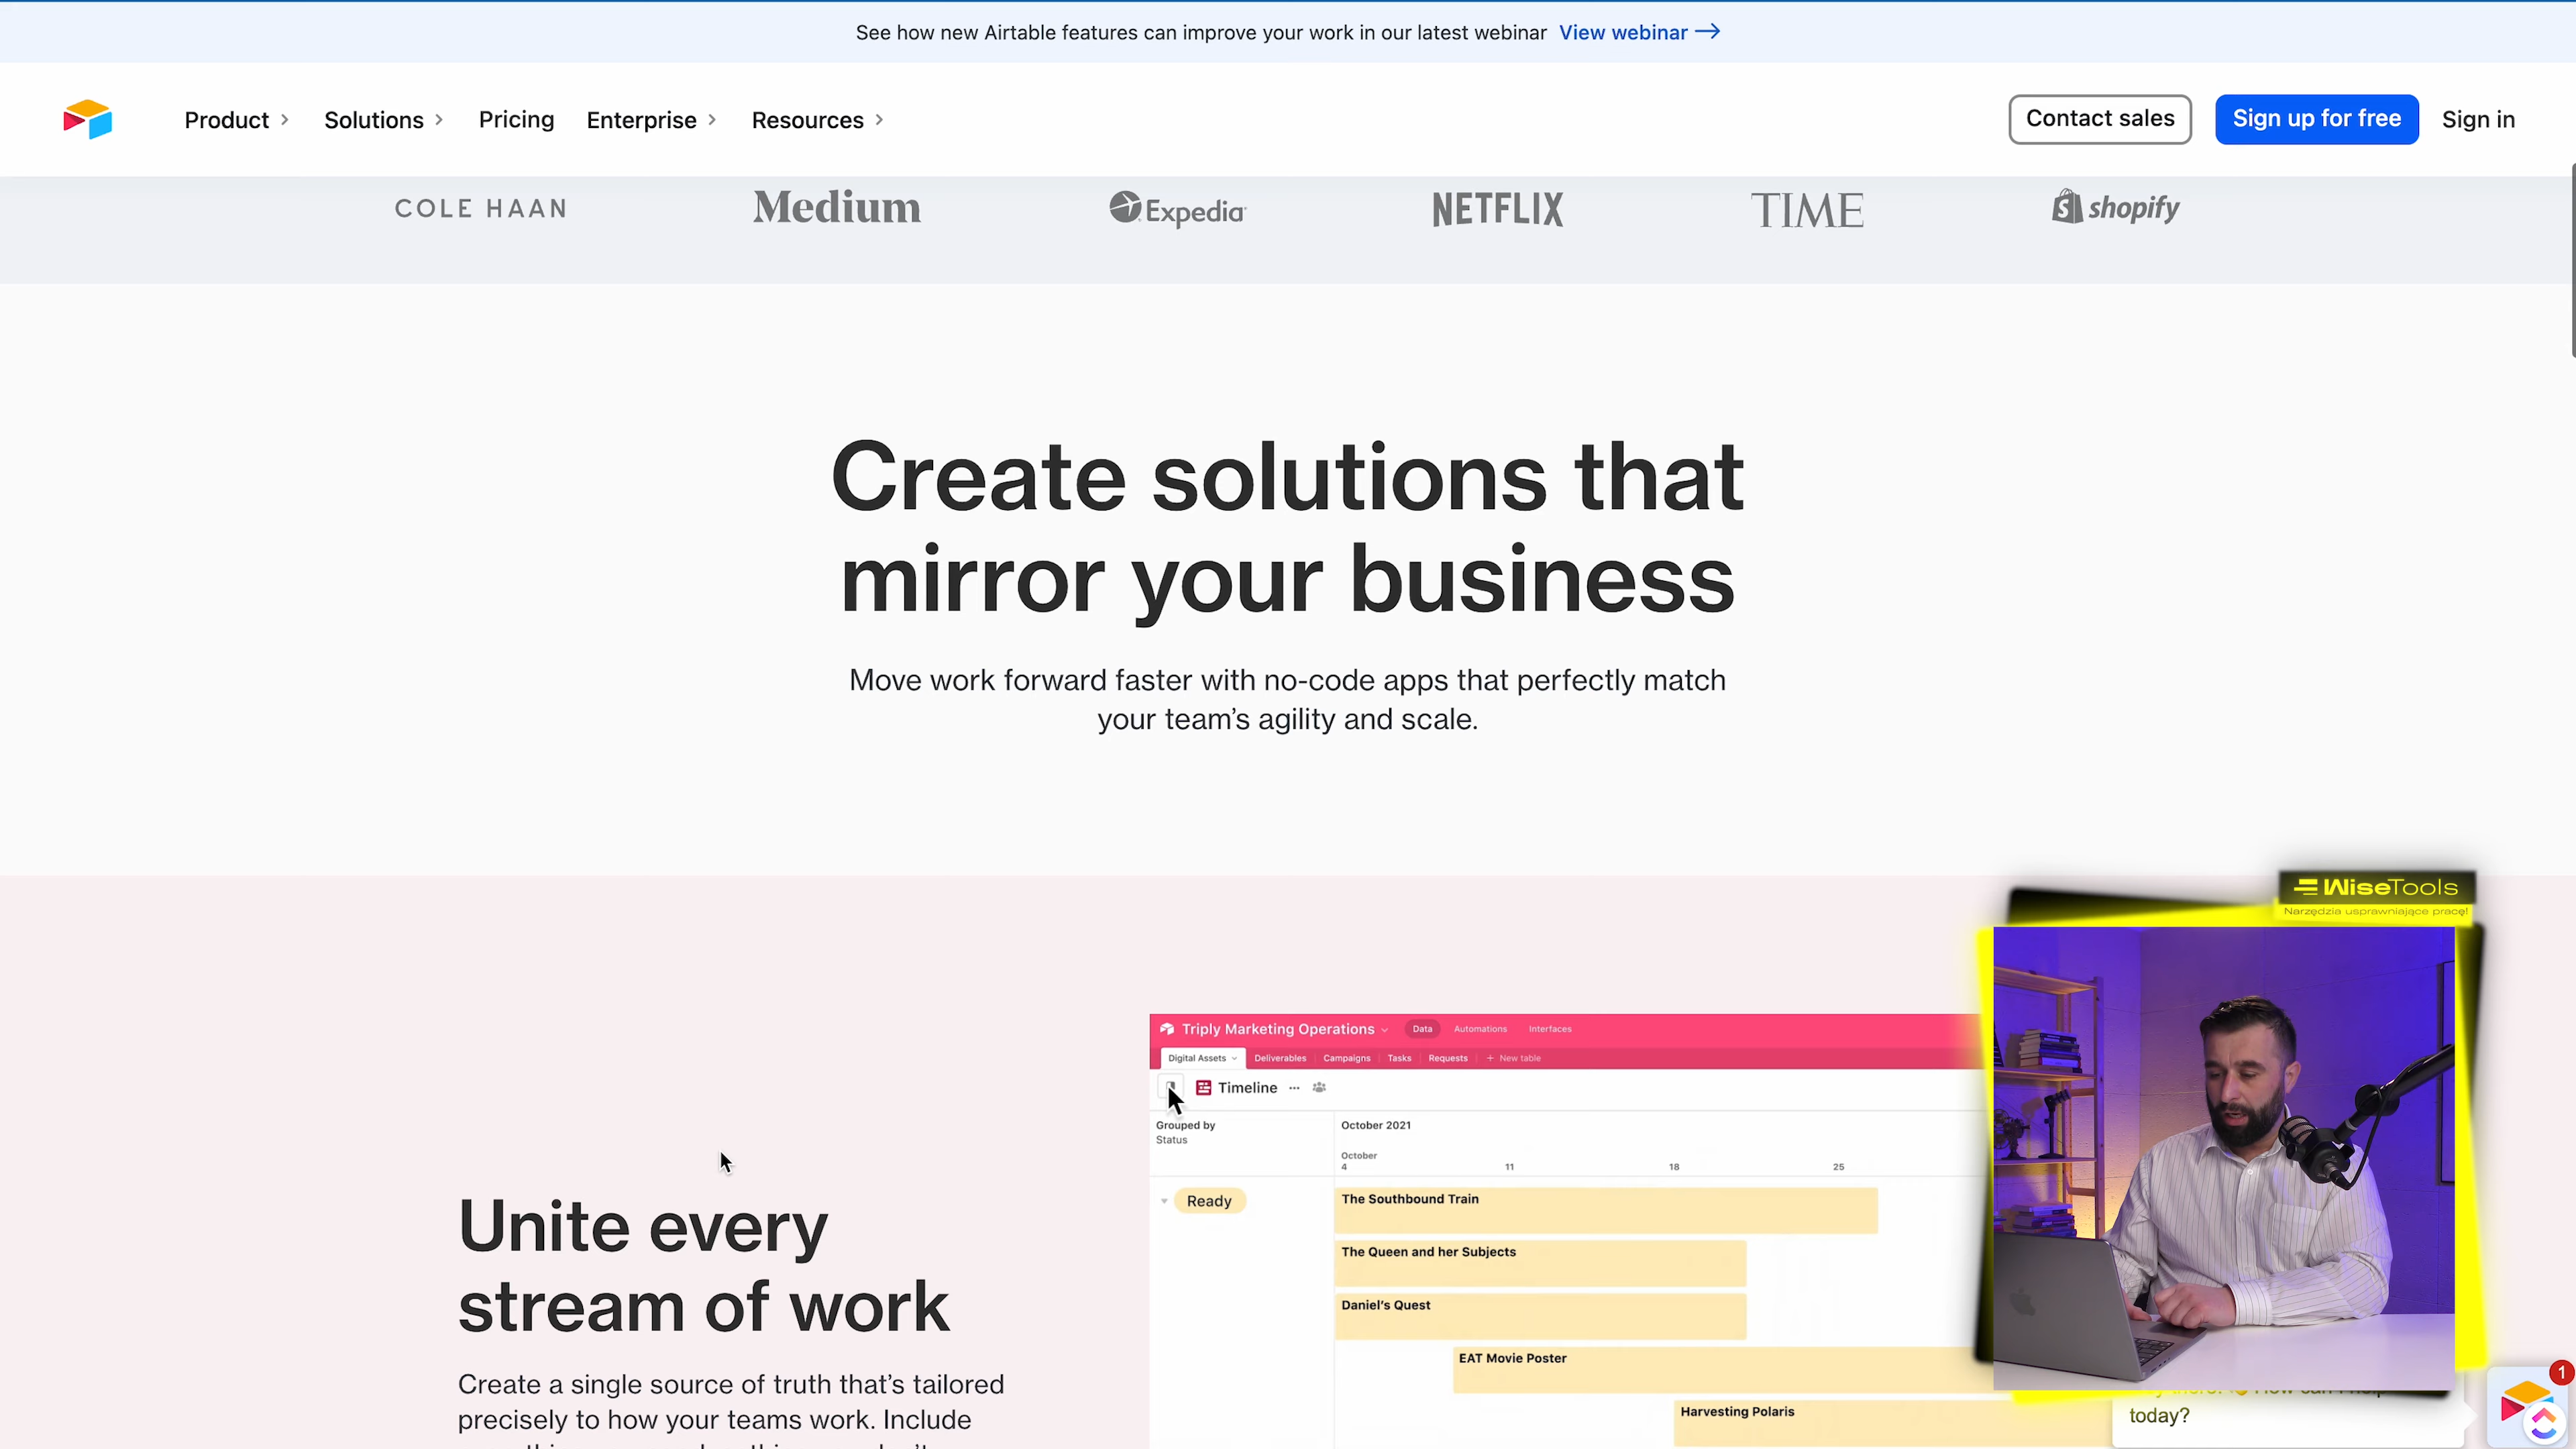 See how new Airtable features can improve your work in our latest webinar View webinar →
Product Solutions Pricing Enterprise Resources Contact sales Sign up for free Sign in
COLE HAAN Medium Expedia NETFLIX TIME shopify
Create solutions that
mirror your business
Move work forward faster with no-code apps that perfectly match
your team's agility and scale.
WiseTools
Narzędzia usprawniające pracę!
Unite every
stream of work
Create a single source of truth that's tailored
precisely to how your teams work. Include
Triply Marketing Operations Data Automations Interfaces
Digital Assets Deliverables Campaigns Tasks Requests + New table
Timeline
Grouped by
Status
October 2021
October
4 11 18 25
Ready
The Southbound Train
The Queen and her Subjects
Daniel's Quest
EAT Movie Poster
Harvesting Polaris
today?
1